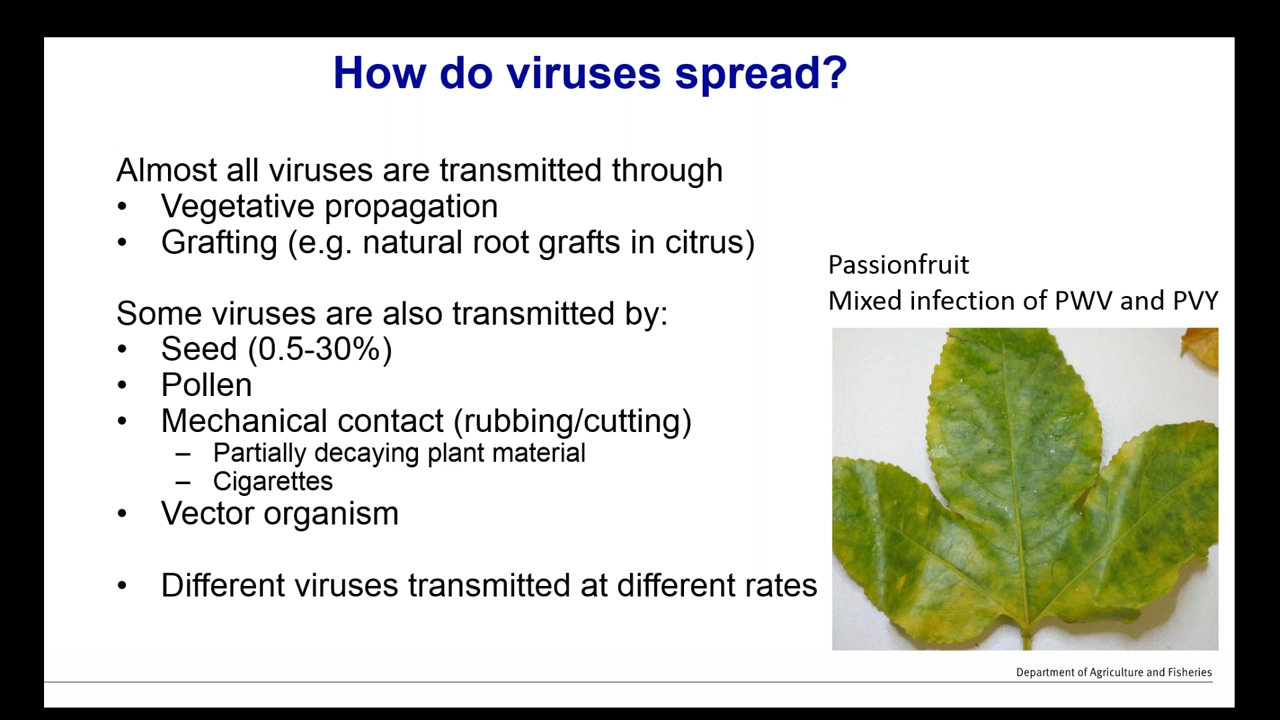 How do viruses spread?
Almost all viruses are transmitted through
• Vegetative propagation
• Grafting (e.g. natural root grafts in citrus)
Some viruses are also transmitted by:
• Seed (0.5-30%)
• Pollen
• Mechanical contact (rubbing/cutting)
– Partially decaying plant material
– Cigarettes
• Vector organism
• Different viruses transmitted at different rates
Passionfruit
Mixed infection of PWV and PVY
Department of Agriculture and Fisheries